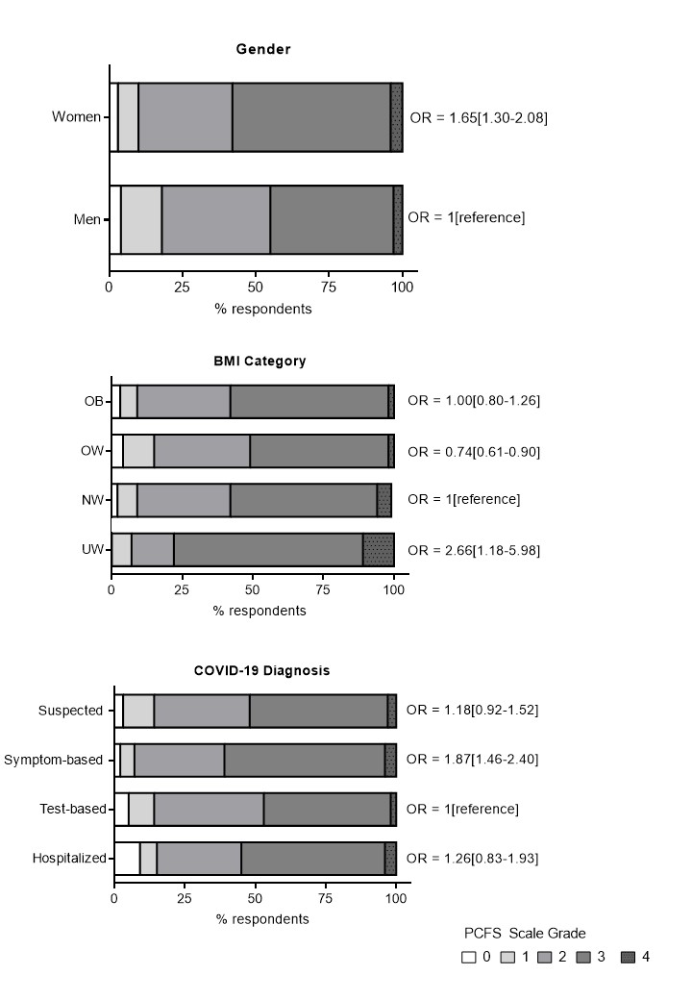 Gender
Women
OR = 1.65[1.30-2.08]
Men
OR = 1[reference]
0 25 50 75 100
% respondents
BMI Category
OB
OR = 1.00[0.80-1.26]
OW
OR = 0.74[0.61-0.90]
NW
OR = 1[reference]
UW
OR = 2.66[1.18-5.98]
0 25 50 75 100
% respondents
COVID-19 Diagnosis
Suspected
OR = 1.18[0.92-1.52]
Symptom-based
OR = 1.87[1.46-2.40]
Test-based
OR = 1[reference]
Hospitalized
OR = 1.26[0.83-1.93]
0 25 50 75 100
% respondents
PCFS Scale Grade
0 1 2 3 4